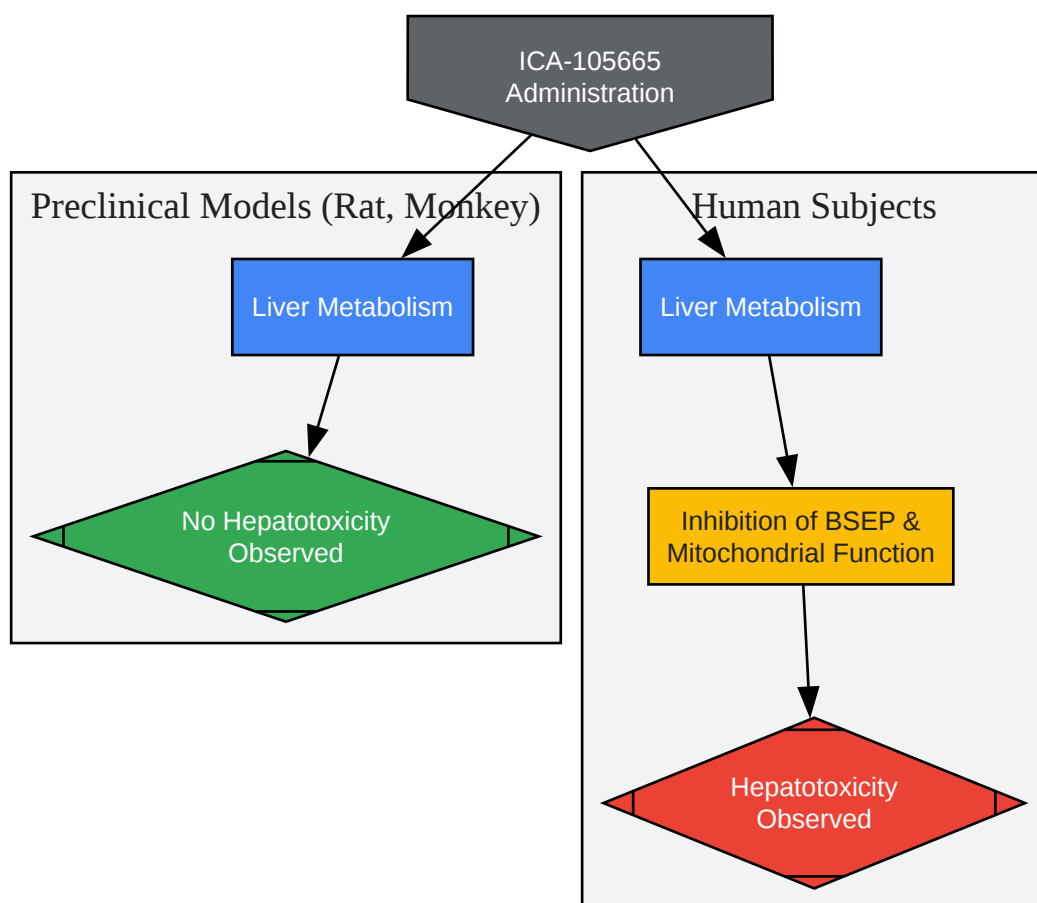 ICA-105665
Administration
Preclinical Models (Rat, Monkey)
Liver Metabolism
No Hepatotoxicity
Observed
Human Subjects
Liver Metabolism
Inhibition of BSEP &
Mitochondrial Function
Hepatotoxicity
Observed